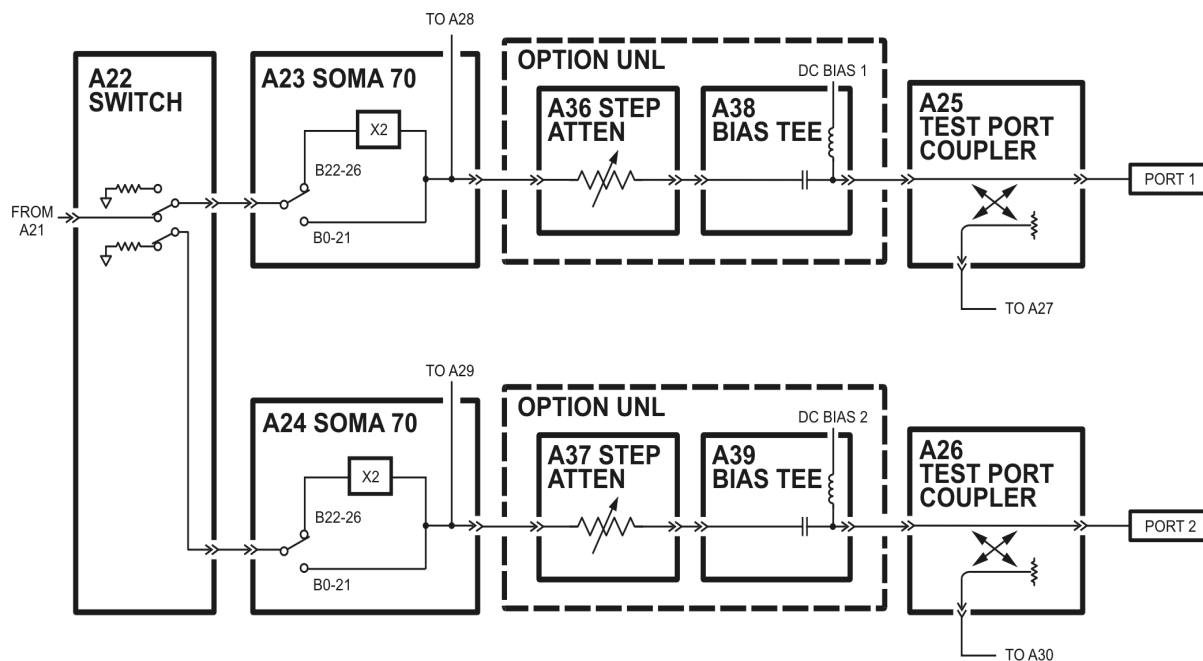 TO A28
A22
SWITCH
FROM
A21
A23 SOMA 70
X2
B22-26
B0-21
OPTION UNL
A36 STEP
ATTEN
A38
BIAS TEE
DC BIAS 1
A25
TEST PORT
COUPLER
PORT 1
TO A27
TO A29
A24 SOMA 70
X2
B22-26
B0-21
OPTION UNL
A37 STEP
ATTEN
A39
BIAS TEE
DC BIAS 2
A26
TEST PORT
COUPLER
PORT 2
TO A30